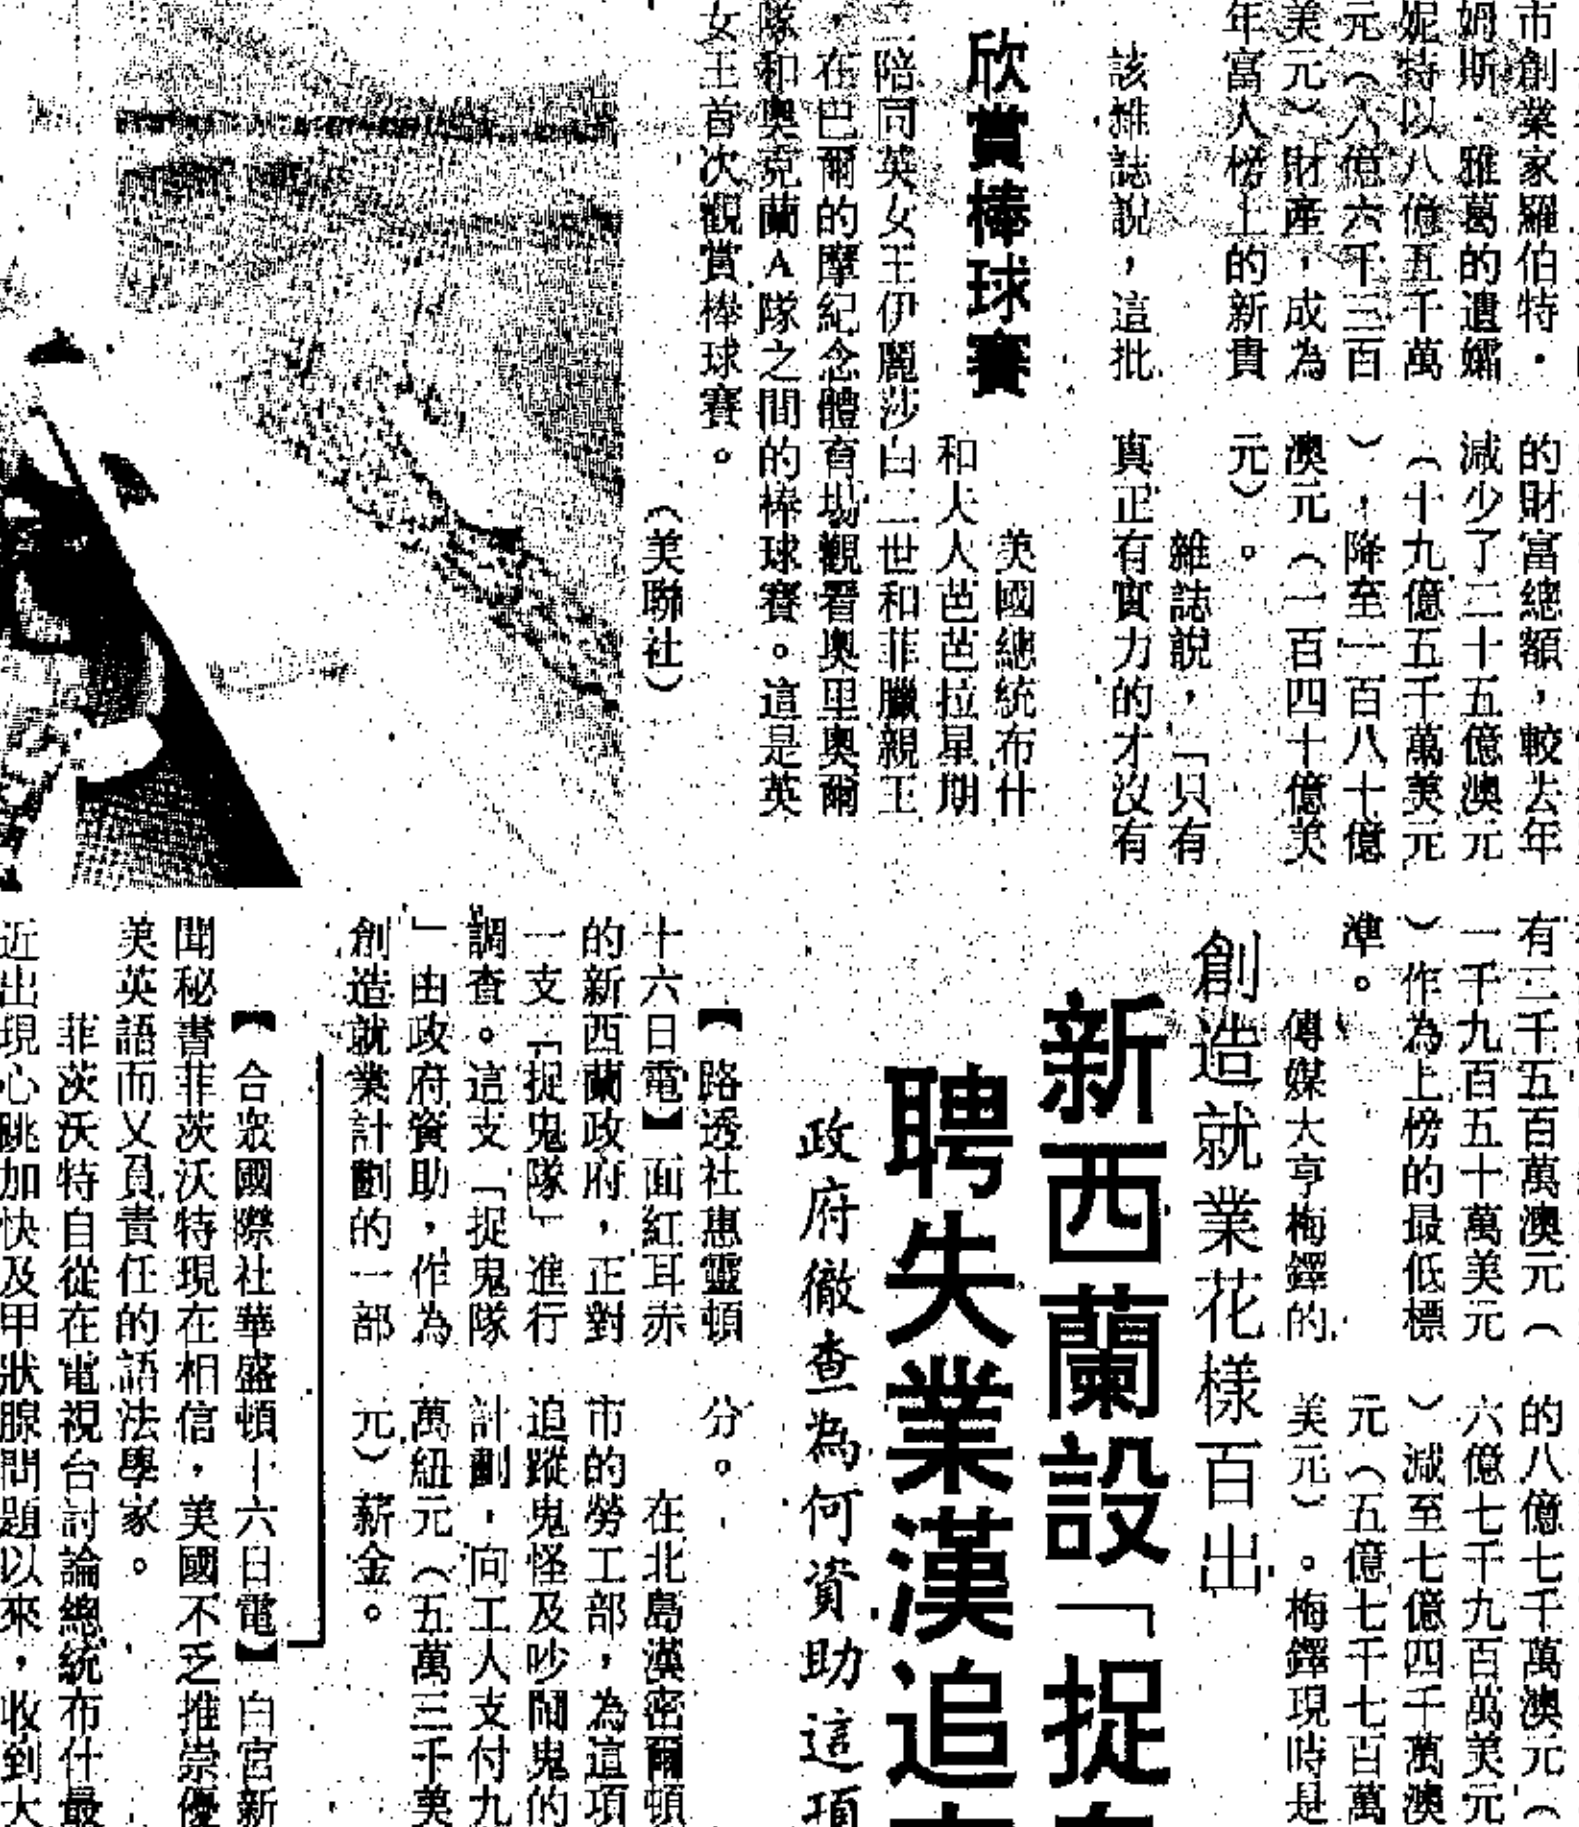 市創業家羅伯特・
姆斯・雅葛的遺孀
妮特以八億五千萬
元（八億六千三百
美元）財產，成為
年富人榜上的新貴
該雜誌說，這批
的財富總額，較去年
減少了二十五億澳元
（十九億五千萬美元
），降至一百八十億
澳元（一百四十億美
元）。
雜誌說，「只有
真正有實力的才沒有
有二千五百萬澳元（
一千九百五十萬美元
）作為上榜的最低標
準。
傳媒大亨梅鐸的
的八億七千萬澳元（
六億七千九百萬美元
）減至七億四千萬澳
元（五億七千七百萬
美元）。梅鐸現時是
欣賞棒球賽
美國總統布什
和夫人芭芭拉星期
二陪同英女王伊麗莎白二世和菲臘親王
在巴爾的摩紀念體育場觀看奧里奧爾
隊和奧克蘭A隊之間的棒球賽。這是英
女王首次觀賞棒球賽。
（美聯社）
創造就業花樣百出
新西蘭設「捉
聘失業漢追
政府徹查為何資助這項
【路透社惠靈頓
十六日電】面紅耳赤
的新西蘭政府，正對
一支「捉鬼隊」進行
調查。這支「捉鬼隊
」由政府資助，作為
創造就業計劃的一部
分。
在北島漢密爾頓
市的勞工部，為這項
追蹤鬼怪及吵鬧鬼的
計劃，向工人支付九
萬紐元（五萬三千美
元）薪金。
【合眾國際社華盛頓十六日電】白宮新
聞秘書菲茨沃特現在相信，美國不乏推崇優
美英語而又負責任的語法學家。
菲茨沃特自從在電視台討論總統布什最
近出現心跳加快及甲狀腺問題以來，收到大